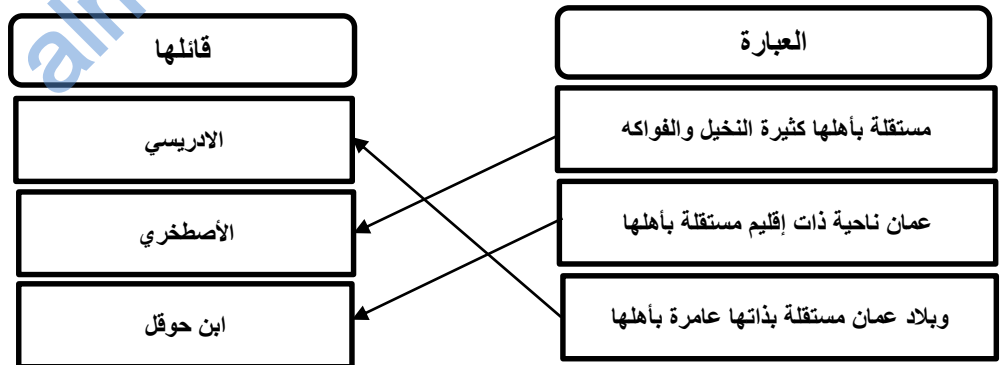 العبارة
قائلها
مستقلة بأهلها كثيرة النخيل والفواكه
الادريسي
عمان ناحية ذات إقليم مستقلة بأهلها
الأصطخري
وبلاد عمان مستقلة بذاتها عامرة بأهلها
ابن حوقل